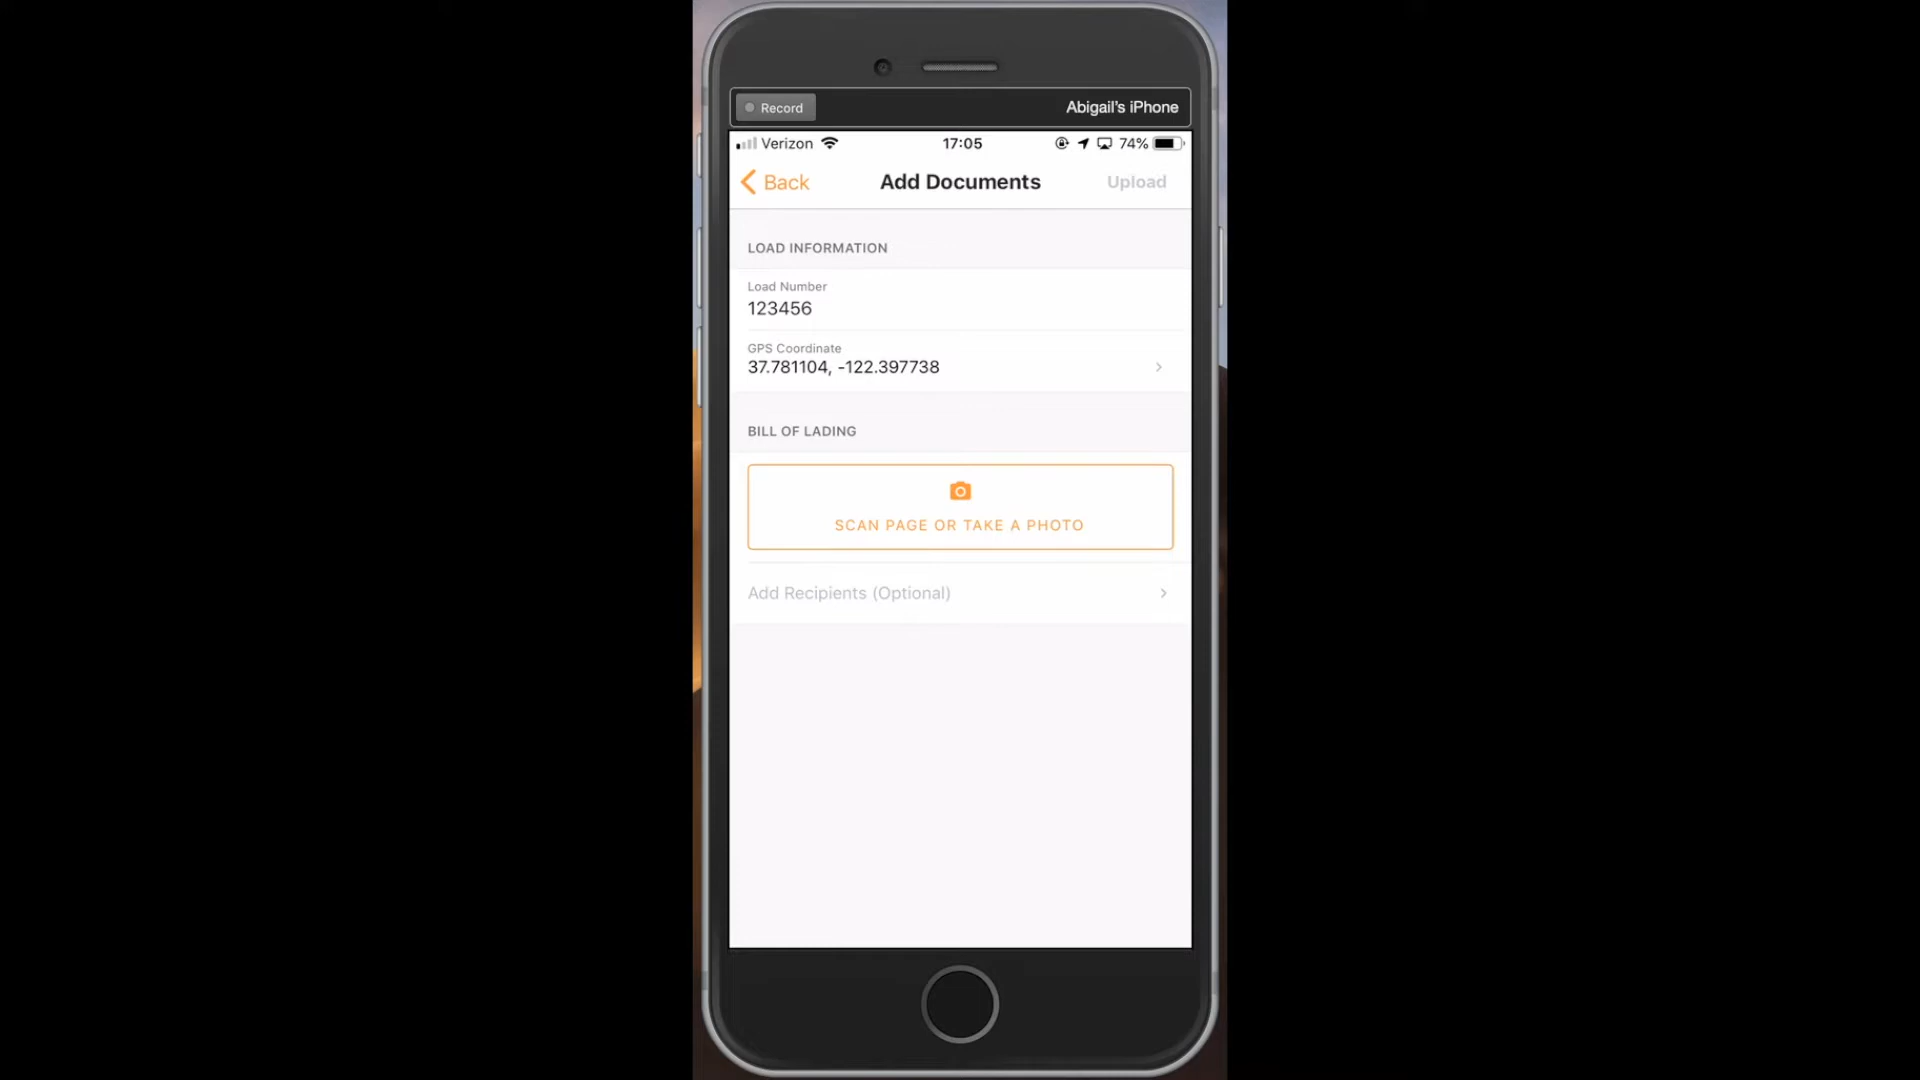 Record
Abigail's iPhone
Verizon
17:05
74%
Back
Add Documents
Upload
LOAD INFORMATION
Load Number
123456
GPS Coordinate
37.781104, -122.397738
BILL OF LADING
SCAN PAGE OR TAKE A PHOTO
Add Recipients (Optional)